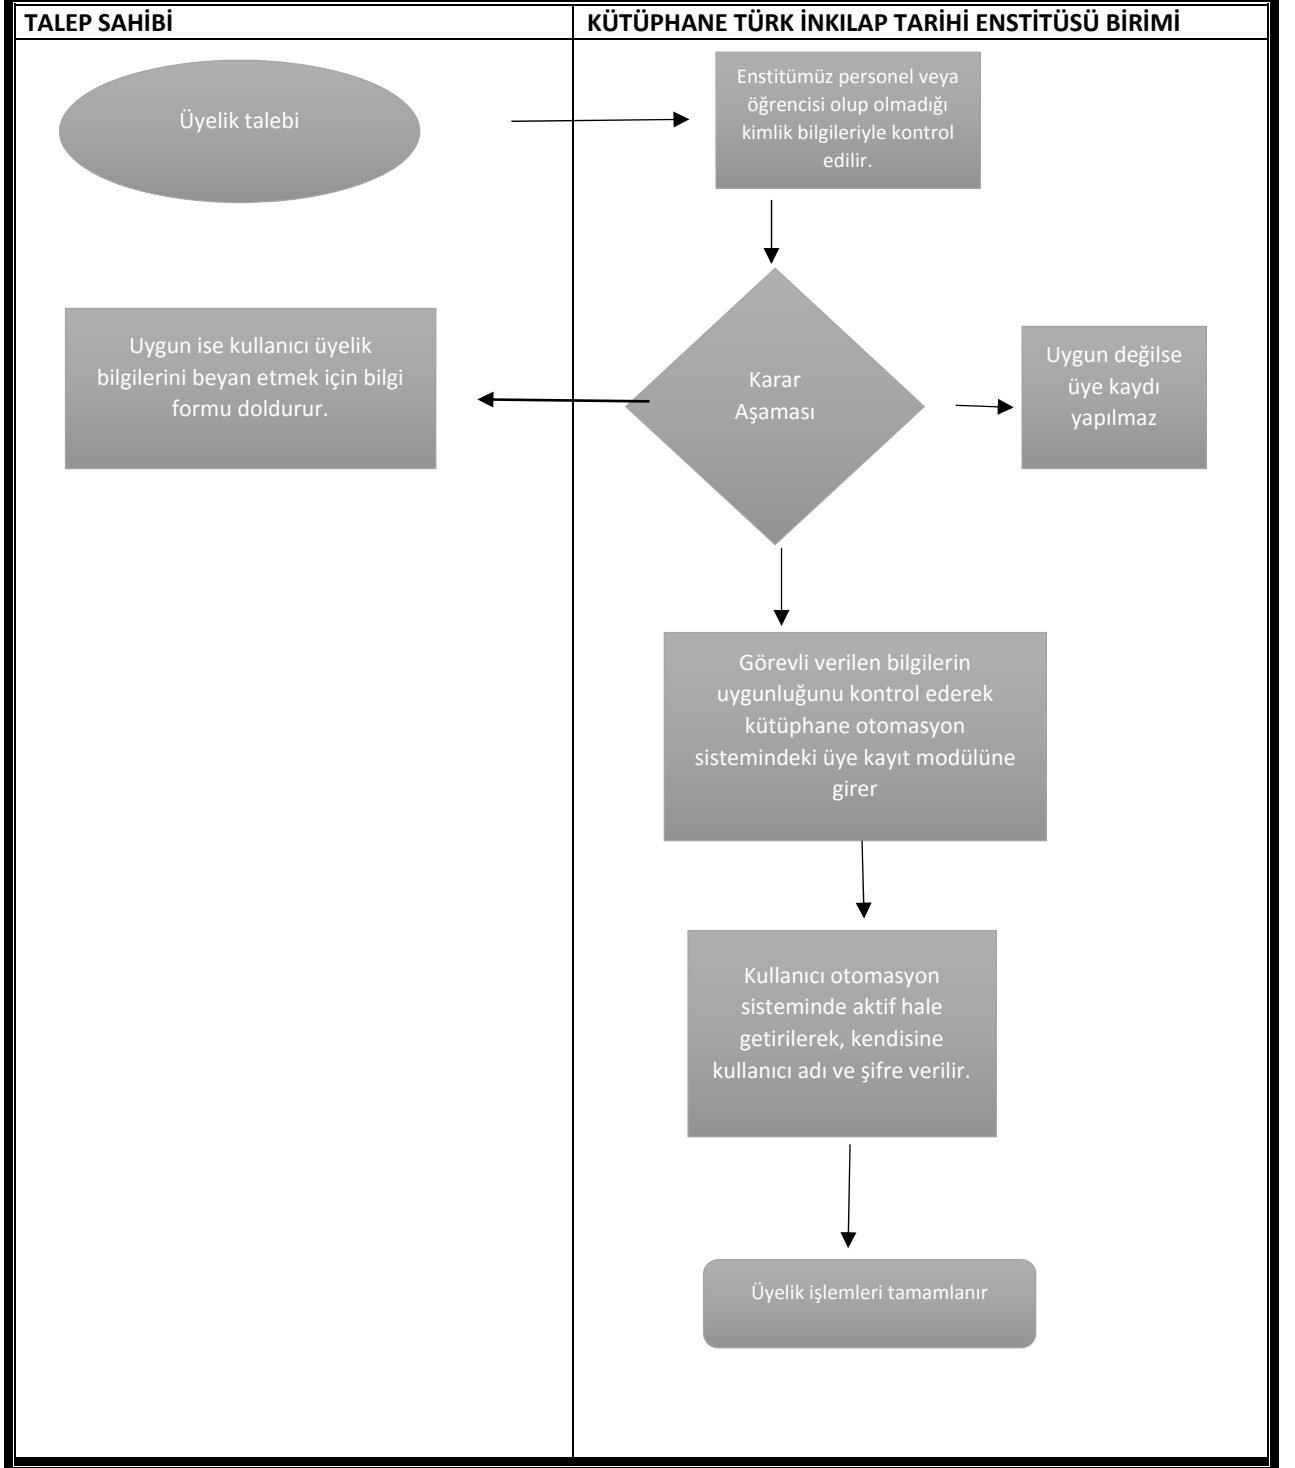 TALEP SAHİBİ
KÜTÜPHANE TÜRK İNKILAP TARİHİ ENSTİTÜSÜ BİRİMİ
Üyelik talebi
Enstitümüz personel veya
öğrencisi olup olmadığı
kimlik bilgileriyle kontrol
edilir.
Uygun ise kullanıcı üyelik
bilgilerini beyan etmek için bilgi
formu doldurur.
Karar
Aşaması
Uygun değilse
üye kaydı
yapılmaz
Görevli verilen bilgilerin
uygunluğunu kontrol ederek
kütüphane otomasyon
sistemindeki üye kayıt modülüne
girer
Kullanıcı otomasyon
sisteminde aktif hale
getirilerek, kendisine
kullanıcı adı ve şifre verilir.
Üyelik işlemleri tamamlanır